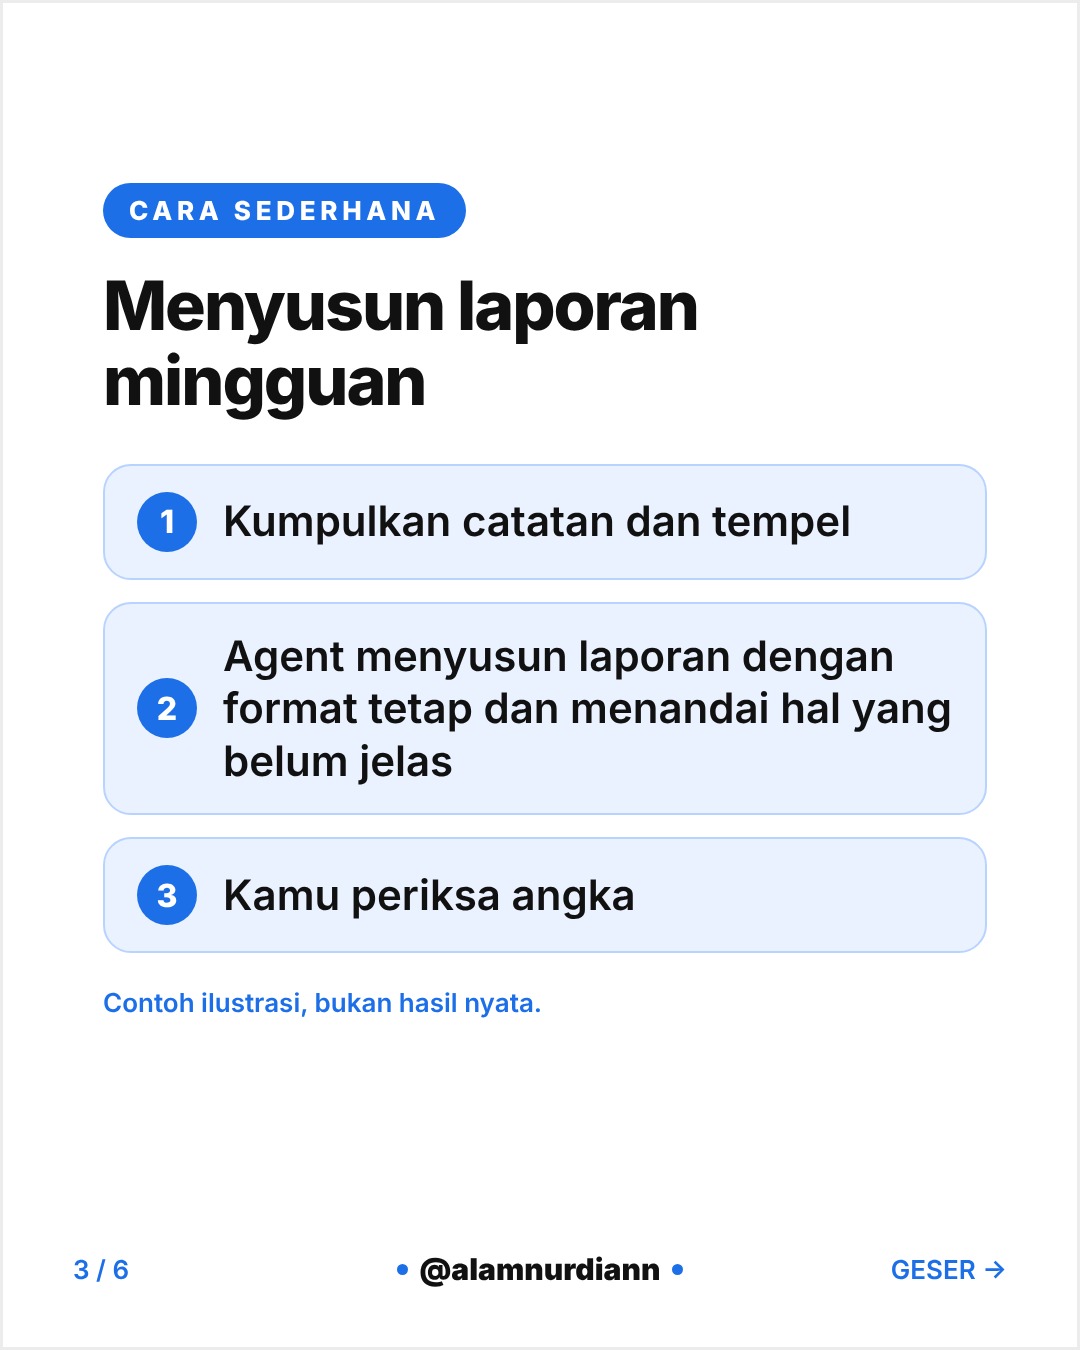 CARA SEDERHANA
Menyusun laporan
mingguan
1 Kumpulkan catatan dan tempel
Agent menyusun laporan dengan
2 format tetap dan menandai hal yang
belum jelas
3 Kamu periksa angka
Contoh ilustrasi, bukan hasil nyata.
3 / 6 • @alamnurdiann • GESER →